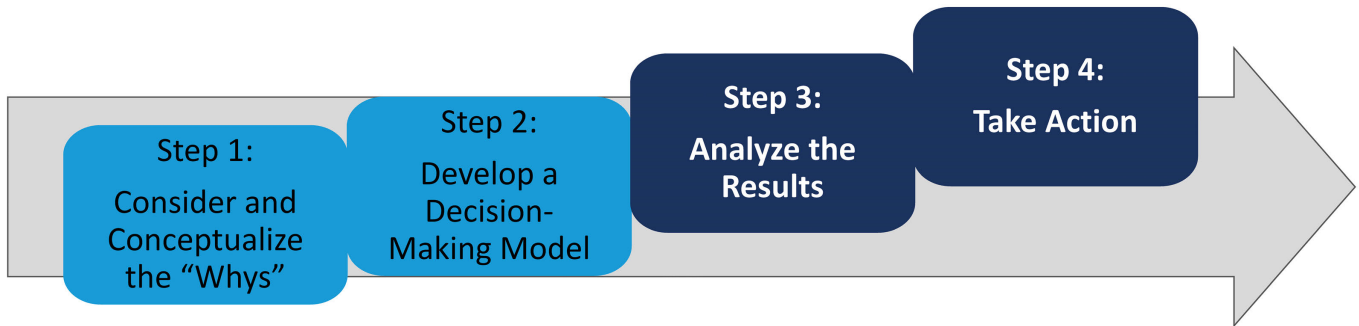 Step 1:
Consider and
Conceptualize
the “Whys”
Step 2:
Develop a
Decision-
Making Model
Step 3:
Analyze the
Results
Step 4:
Take Action